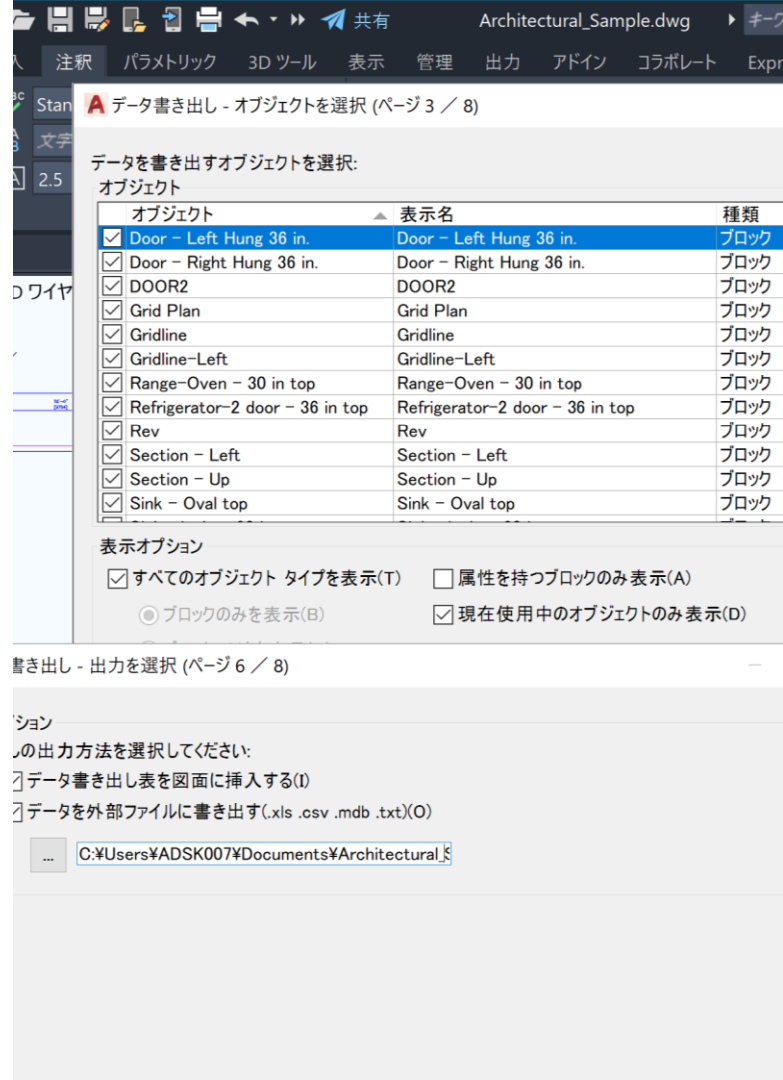 共有 Architectural_Sample.dwg
注釈 パラメトリック 3D ツール 表示 管理 出力 アドイン コラボレート Expr
Stan
文字
2.5
データ書き出し - オブジェクトを選択 (ページ 3 ／ 8)
データを書き出すオブジェクトを選択:
オブジェクト
オブジェクト 表示名 種類
Door - Left Hung 36 in. Door - Left Hung 36 in. ブロック
Door - Right Hung 36 in. Door - Right Hung 36 in. ブロック
DOOR2 DOOR2 ブロック
Grid Plan Grid Plan ブロック
Gridline Gridline ブロック
Gridline-Left Gridline-Left ブロック
Range-Oven - 30 in top Range-Oven - 30 in top ブロック
Refrigerator-2 door - 36 in top Refrigerator-2 door - 36 in top ブロック
Rev Rev ブロック
Section - Left Section - Left ブロック
Section - Up Section - Up ブロック
Sink - Oval top Sink - Oval top ブロック
表示オプション
すべてのオブジェクト タイプを表示(T) 属性を持つブロックのみ表示(A)
ブロックのみを表示(B) 現在使用中のオブジェクトのみ表示(D)
書き出し - 出力を選択 (ページ 6 ／ 8)
ション
しの出力方法を選択してください:
データ書き出し表を図面に挿入する(I)
データを外部ファイルに書き出す(.xls .csv .mdb .txt)(O)
... C:¥Users¥ADSK007¥Documents¥Architectural_S